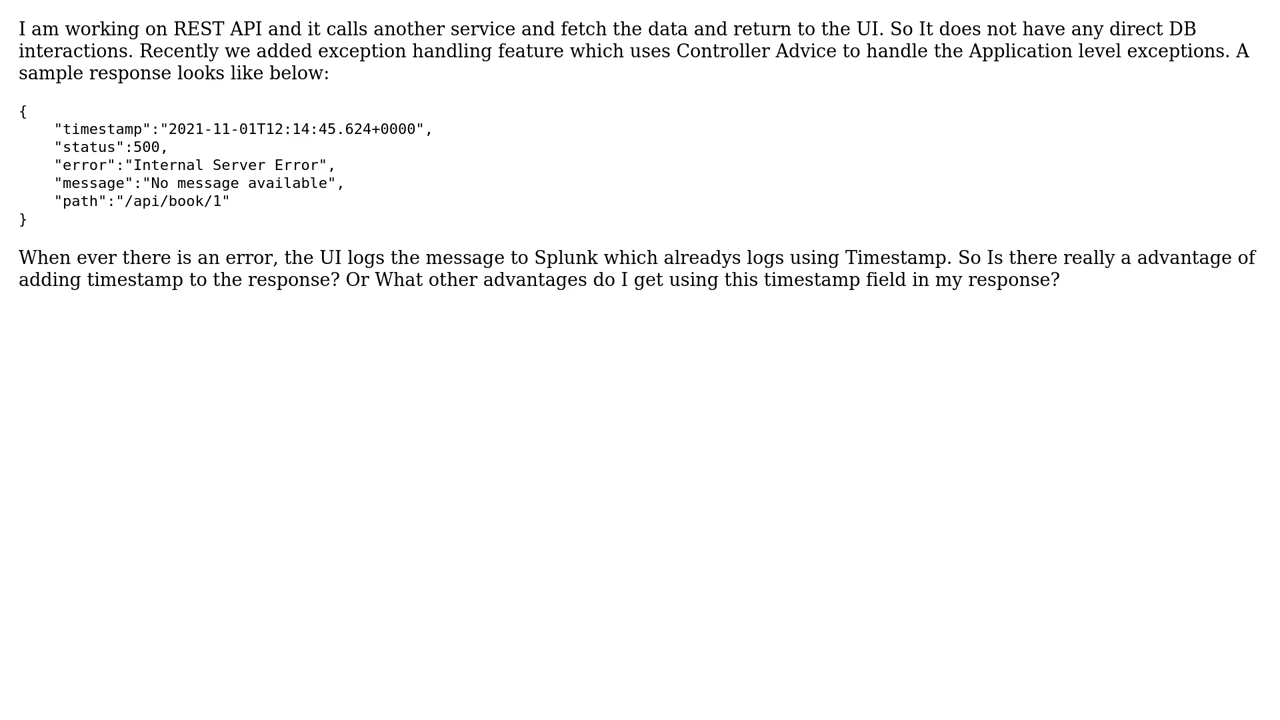 I am working on REST API and it calls another service and fetch the data and return to the UI. So It does not have any direct DB
interactions. Recently we added exception handling feature which uses Controller Advice to handle the Application level exceptions. A
sample response looks like below:
{
    "timestamp":"2021-11-01T12:14:45.624+0000",
    "status":500,
    "error":"Internal Server Error",
    "message":"No message available",
    "path":"/api/book/1"
}
When ever there is an error, the UI logs the message to Splunk which alreadys logs using Timestamp. So Is there really a advantage of
adding timestamp to the response? Or What other advantages do I get using this timestamp field in my response?